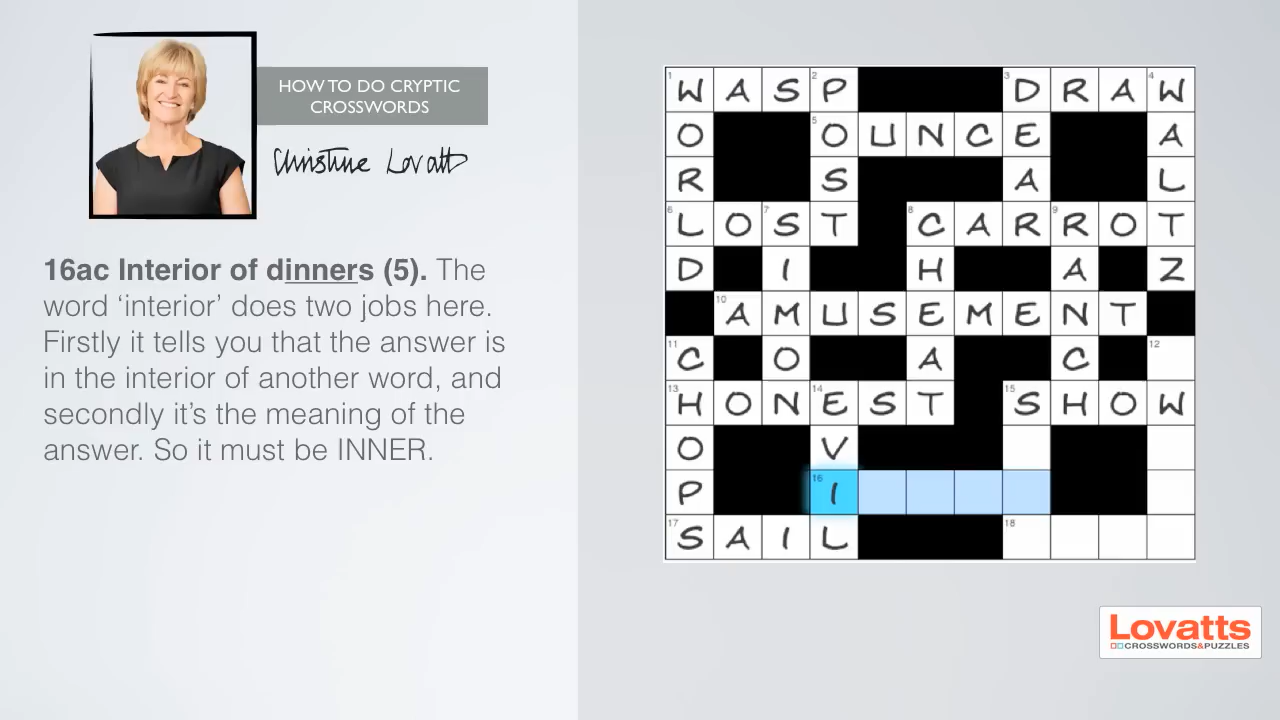 HOW TO DO CRYPTIC
CROSSWORDS
Christine Lovatt
16ac Interior of dinners (5). The
word ‘interior’ does two jobs here.
Firstly it tells you that the answer is
in the interior of another word, and
secondly it’s the meaning of the
answer. So it must be INNER.
1 W A S 2 P 3 D R A 4 W
O 5 O U N C E A
R S A L
6 L O 7 S T 8 C A R 9 R O T
D I H A Z
10 A M U S E M E N T
11 C O A C 12
13 H O N 14 E S T 15 S H O W
O V
P 16 I
17 S A I L 18
Lovatts
CROSSWORDS&PUZZLES